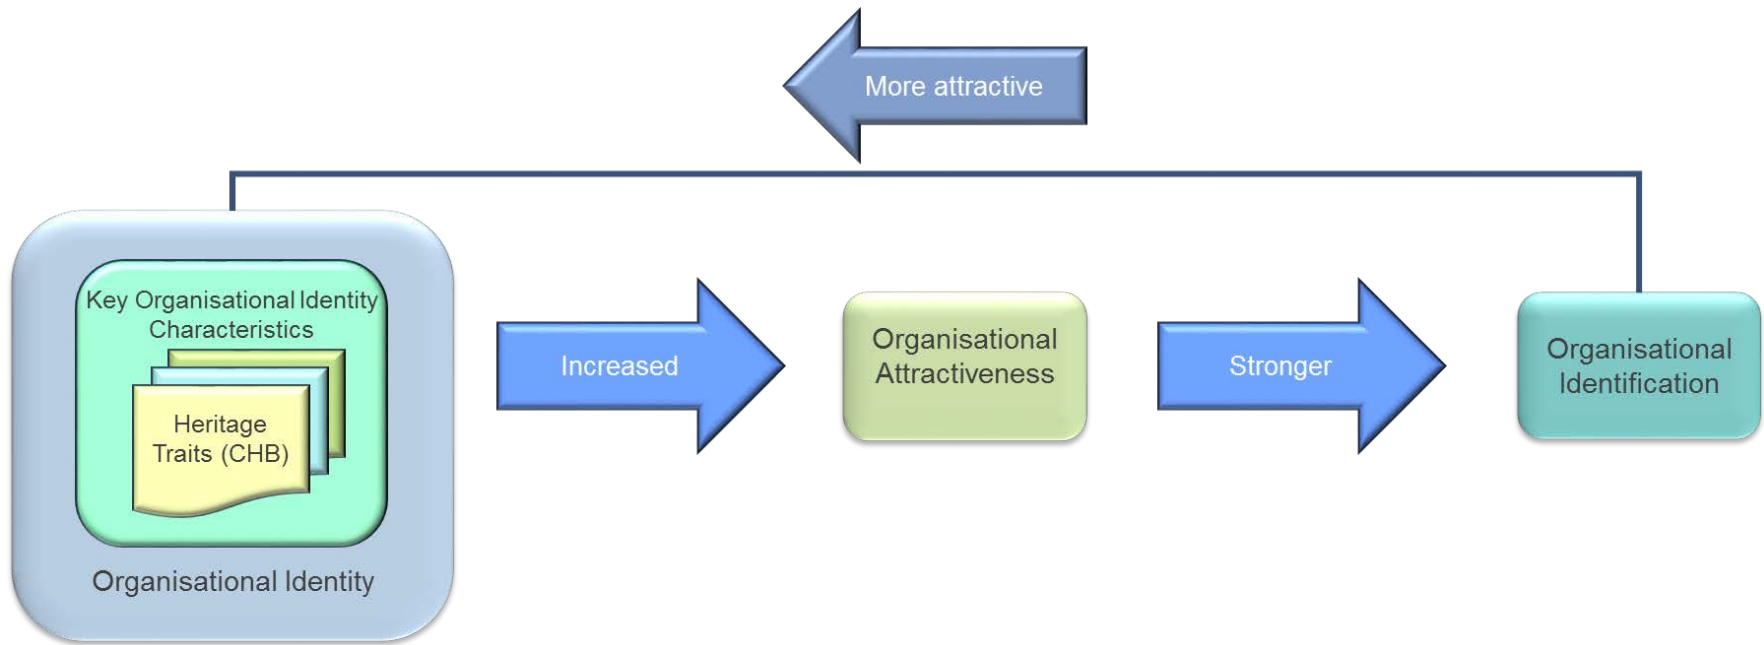 More attractive
Key Organisational Identity
Characteristics
Heritage
Traits (CHB)
Organisational Identity
Increased
Organisational
Attractiveness
Stronger
Organisational
Identification